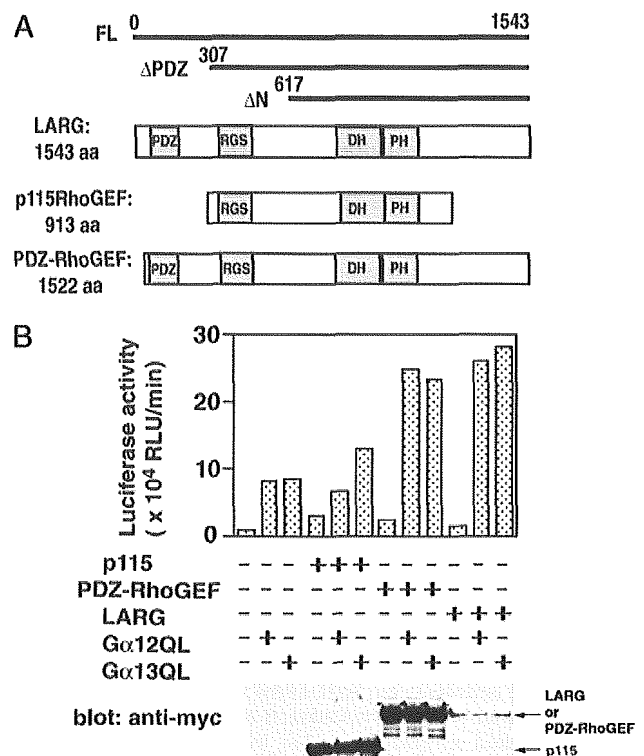 A
0
1543
FL
307
ΔPDZ
617
ΔN
LARG:
1543 aa
PDZ
RGS
DH
PH
p115RhoGEF:
913 aa
RGS
DH
PH
PDZ-RhoGEF:
1522 aa
PDZ
RGS
DH
PH
B
Luciferase activity
( x 10⁴ RLU/min)
30
20
10
0
p115 - - - + + + - - - - - -
PDZ-RhoGEF - - - - - - + + + - - -
LARG - - - - - - - - - + + +
Gα12QL - + - - + - - + - - + -
Gα13QL - - + - - + - - + - - +
blot: anti-myc
LARG
or
PDZ-RhoGEF
p115